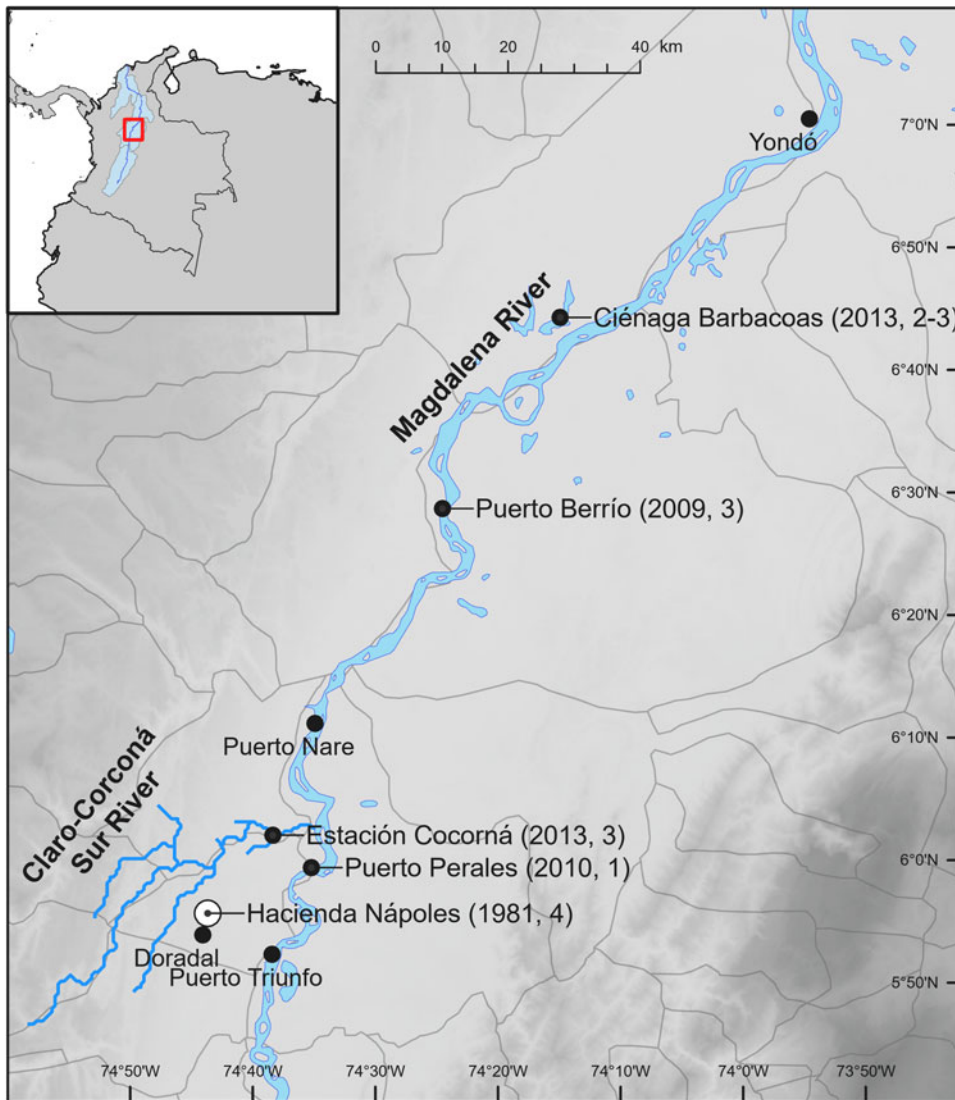 0 10 20 40 km
7°0'N
Yondó
6°50'N
Magdalena River
Ciénaga Barbacoas (2013, 2-3)
6°40'N
6°30'N
Puerto Berrío (2009, 3)
6°20'N
6°10'N
Puerto Nare
Claro-Corconá
Sur River
Estación Cocorná (2013, 3)
6°0'N
Puerto Perales (2010, 1)
Hacienda Nápoles (1981, 4)
Doradal
Puerto Triunfo
5°50'N
74°50'W 74°40'W 74°30'W 74°20'W 74°10'W 74°0'W 73°50'W